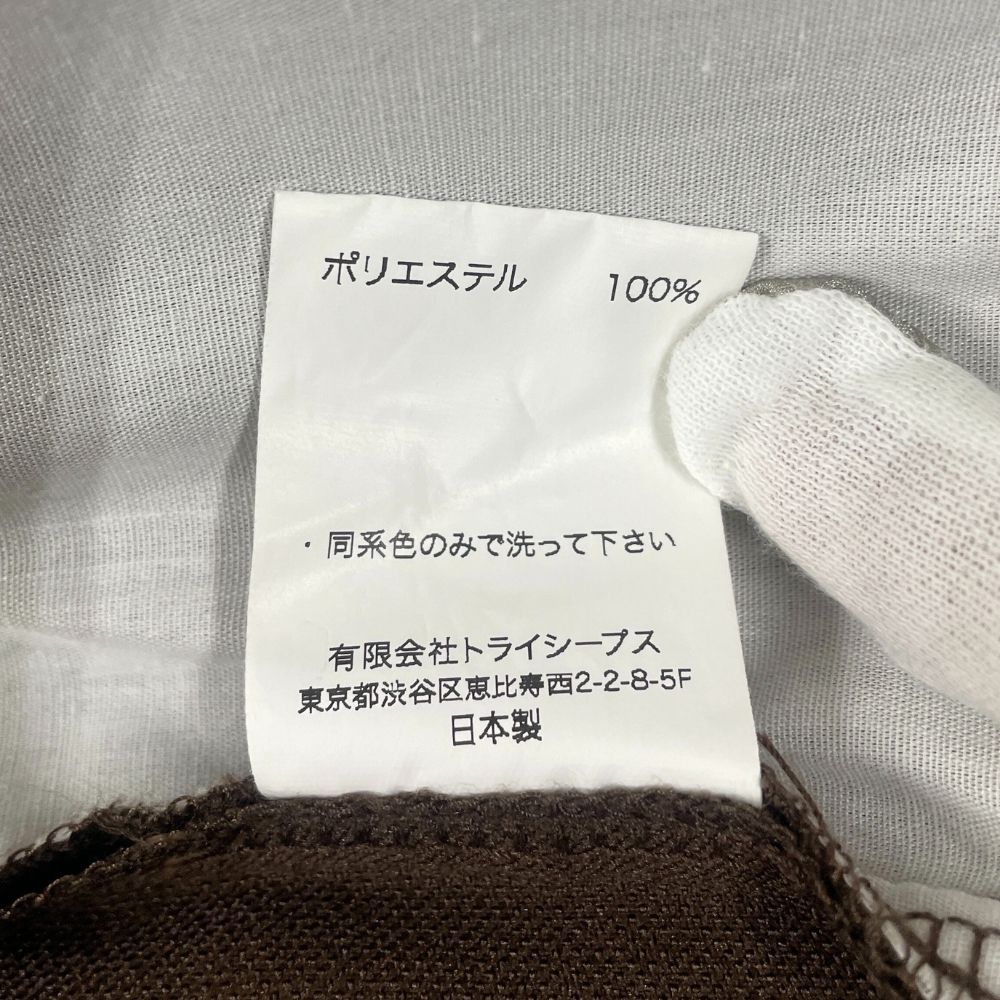 ポリエステル 100%
・同系色のみで洗って下さい
有限会社トライシープス
東京都渋谷区恵比寿西2-2-8-5F
日本製